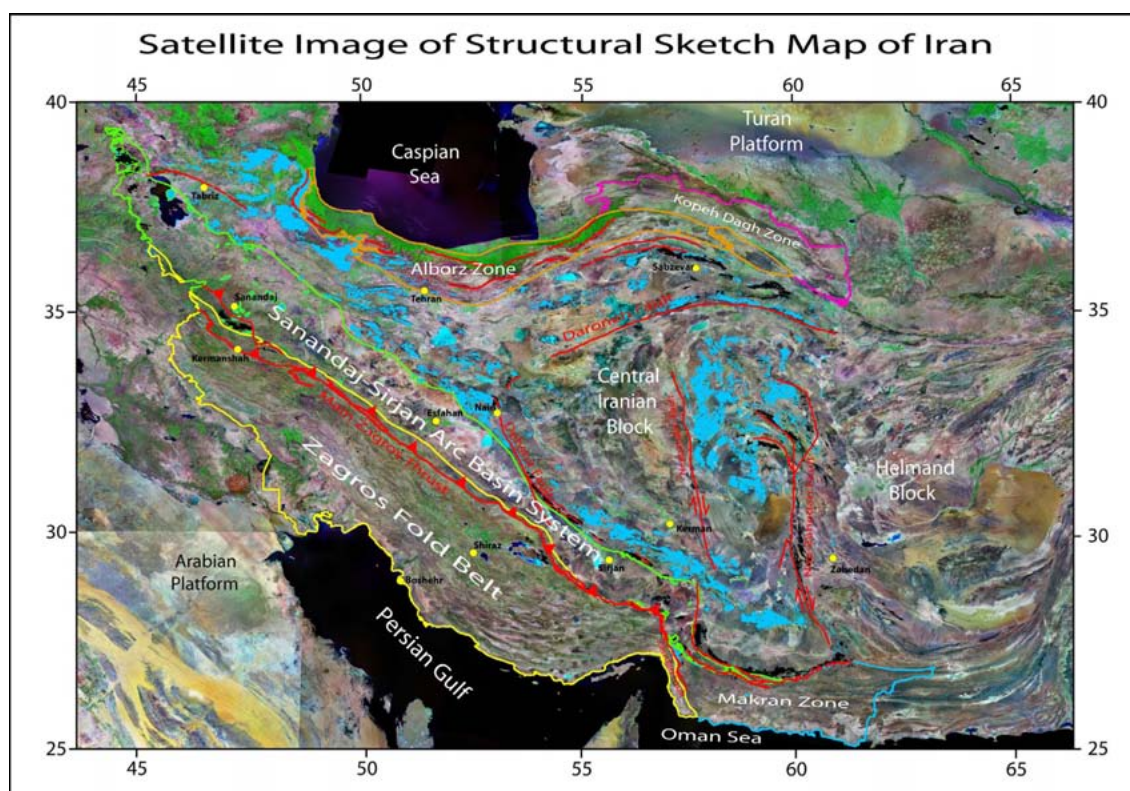 Satellite Image of Structural Sketch Map of Iran
45 50 55 60 65
40 40
Caspian
Sea
Turan
Platform
Tabriz
Kopeh Dagh Zone
Alborz Zone
Sabzevar
Tehran
35 35
Sanandaj
Kermanshah
Sanandaj Sirjan Arc Basin System
Central
Iranian
Block
Nain
Esfahan
Main Zagros Thrust
Zagros Fold Belt
Helmand
Block
Kerman
30 30
Shiraz
Sirjan
Zahedan
Arabian
Platform
Boshehr
Persian Gulf
Makran Zone
Oman Sea
25 25
45 50 55 60 65